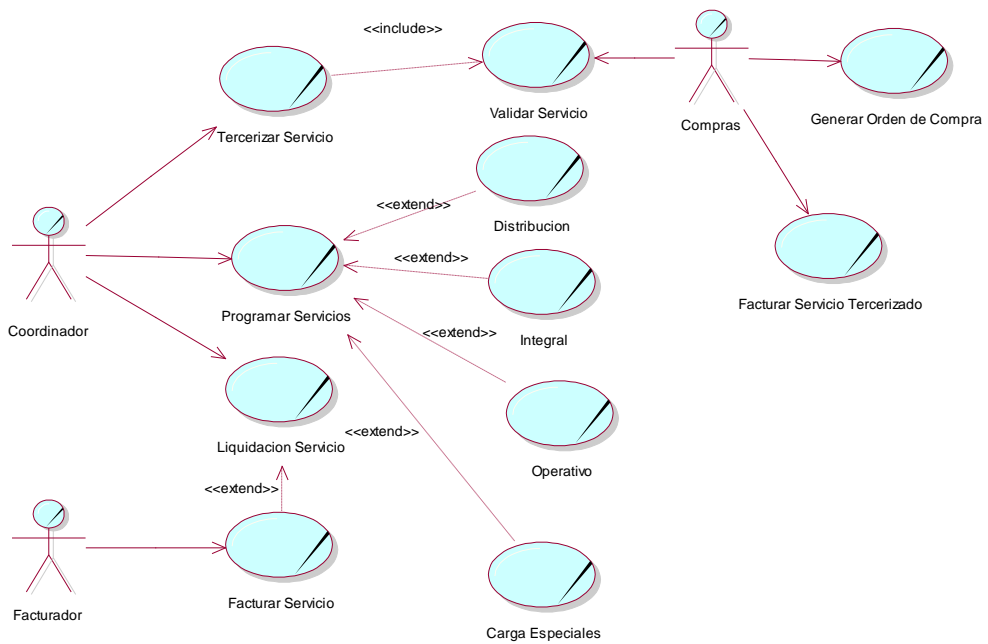 <<include>>
Tercerizar Servicio
Validar Servicio
Compras
Generar Orden de Compra
<<extend>>
Distribucion
<<extend>>
Coordinador
Programar Servicios
Integral
Facturar Servicio Tercerizado
<<extend>>
Liquidacion Servicio
<<extend>>
Operativo
<<extend>>
Facturador
Facturar Servicio
Carga Especiales